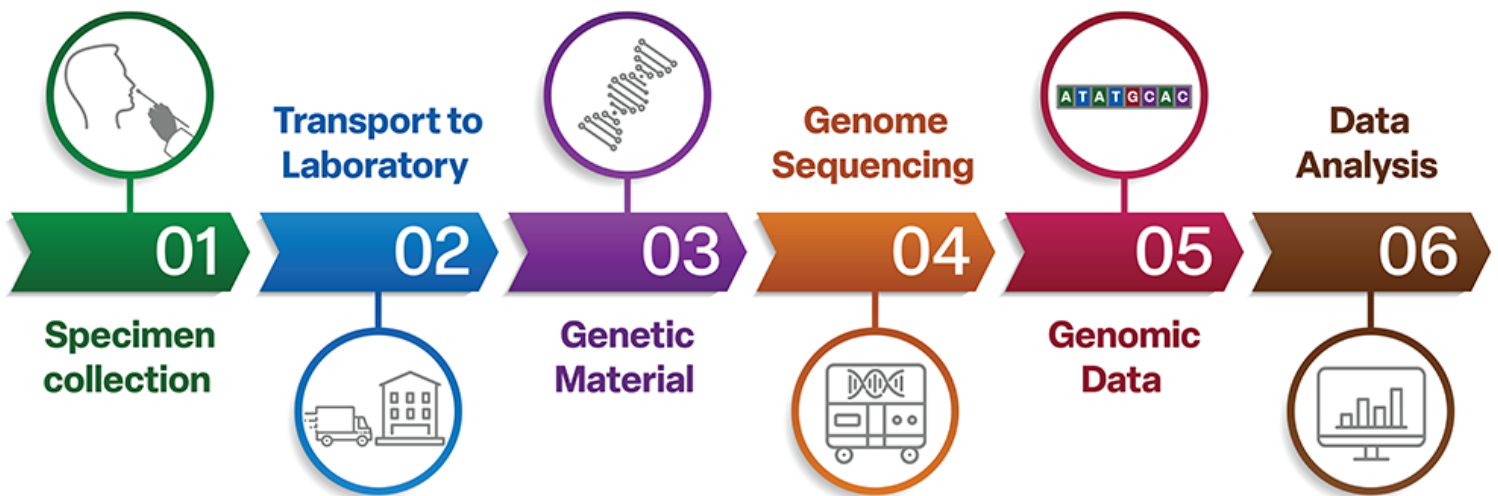 01
Specimen
collection
Transport to
Laboratory
02
03
Genetic
Material
Genome
Sequencing
04
ATATGCAC
05
Genomic
Data
Data
Analysis
06